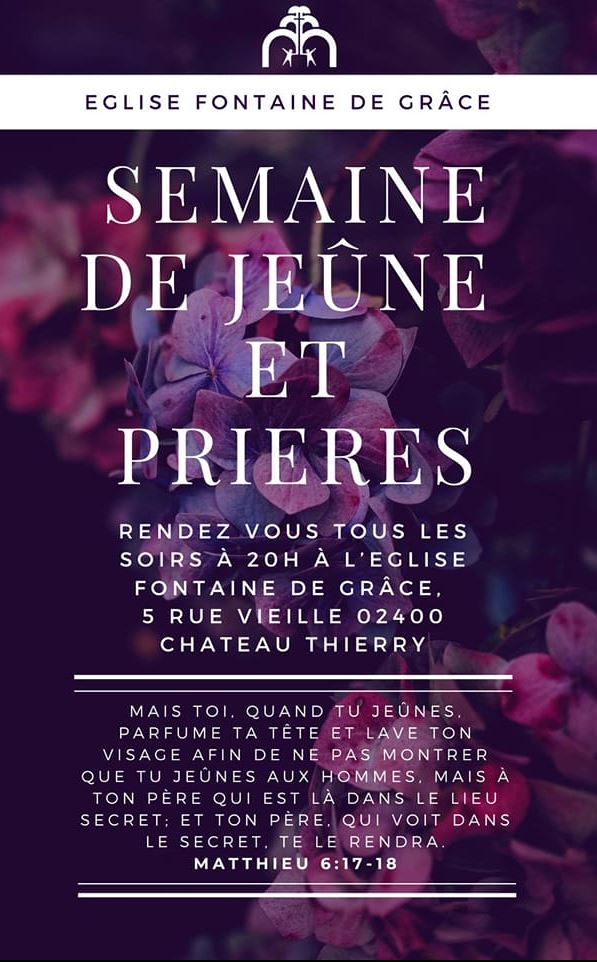 EGLISE FONTAINE DE GRÂCE
SEMAINE
DE JEÛNE
ET
PRIERES
RENDEZ VOUS TOUS LES
SOIRS À 20H À L'EGLISE
FONTAINE DE GRÂCE,
5 RUE VIEILLE 02400
CHATEAU THIERRY
MAIS TOI, QUAND TU JEÛNES,
PARFUME TA TÊTE ET LAVE TON
VISAGE AFIN DE NE PAS MONTRER
QUE TU JEÛNES AUX HOMMES, MAIS À
TON PÈRE QUI EST LÀ DANS LE LIEU
SECRET; ET TON PÈRE, QUI VOIT DANS
LE SECRET, TE LE RENDRA.
MATTHIEU 6:17-18